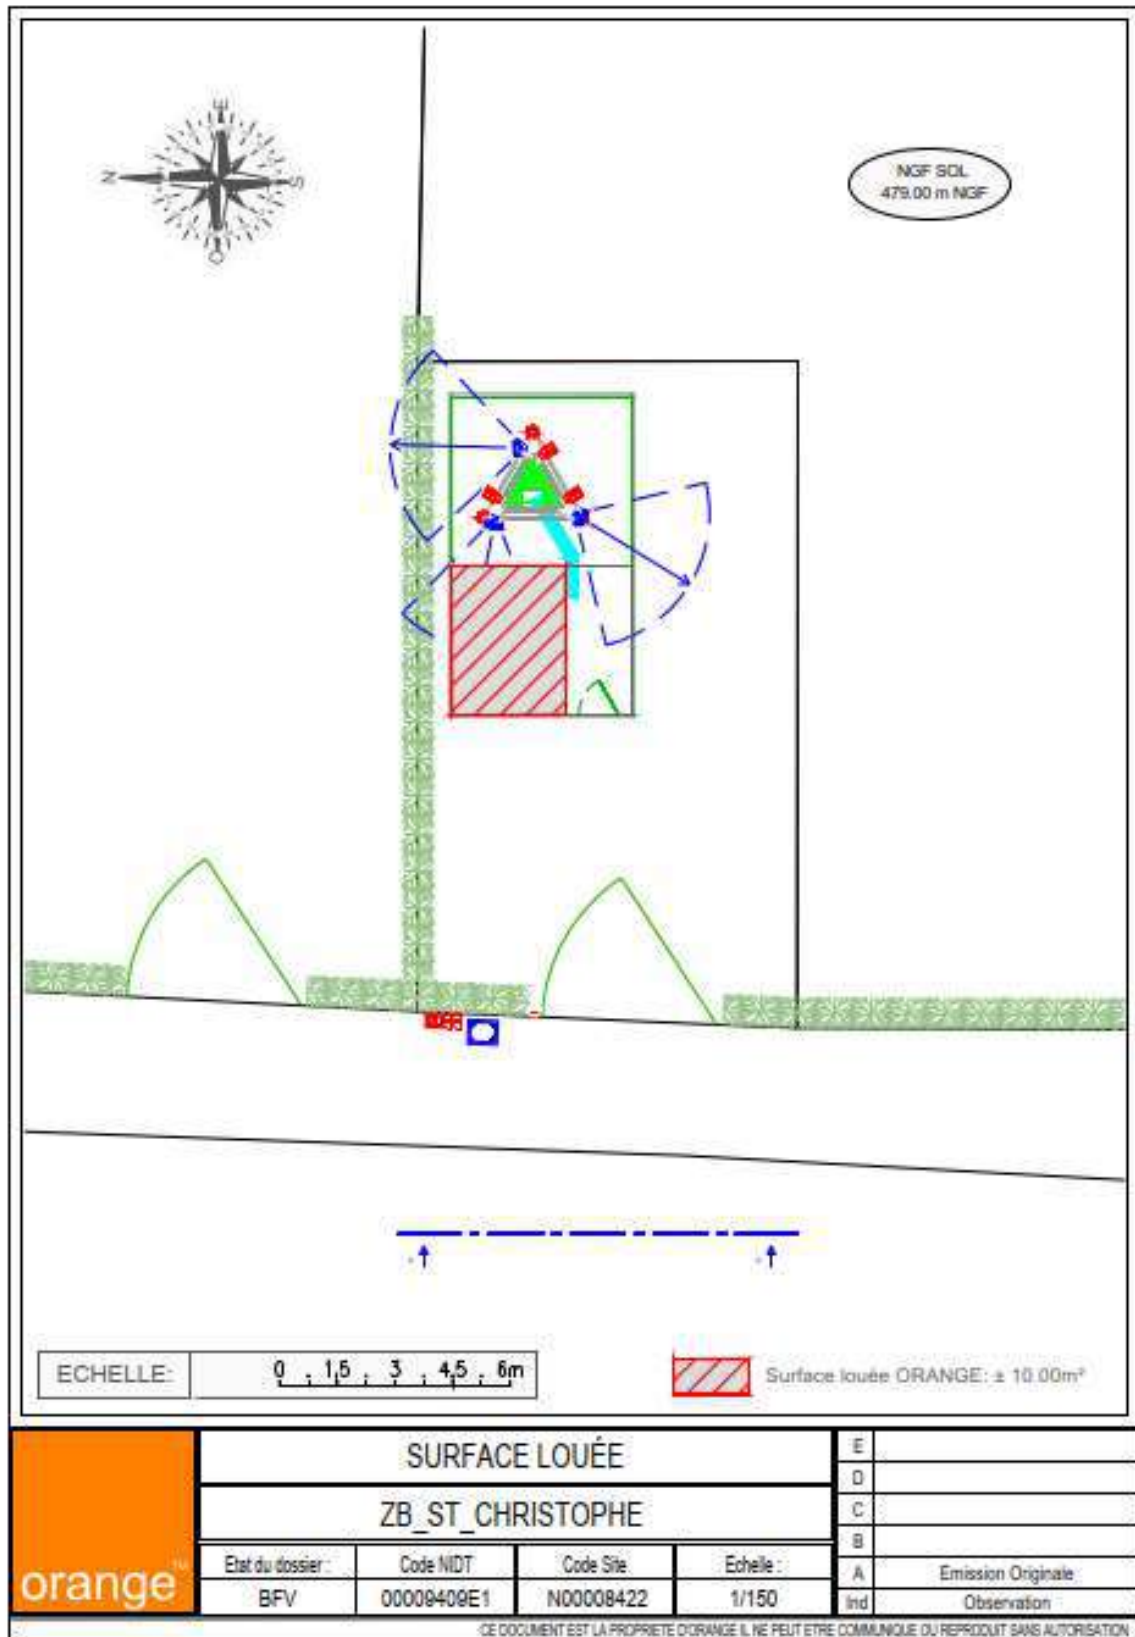 E
N
S
O
NGF SOL
479.00 m NGF
ECHELLE:
0 1,5 3 4,5 6m
Surface louée ORANGE: ± 10.00m²
orange™
SURFACE LOUÉE
ZB_ST_CHRISTOPHE
Etat du dossier : Code NIDT Code Site Echelle :
BFV 00009409E1 N00008422 1/150
E
D
C
B
A Emission Originale
Ind Observation
CE DOCUMENT EST LA PROPRIETE D'ORANGE IL NE PEUT ETRE COMMUNIQUE OU REPRODUIT SANS AUTORISATION